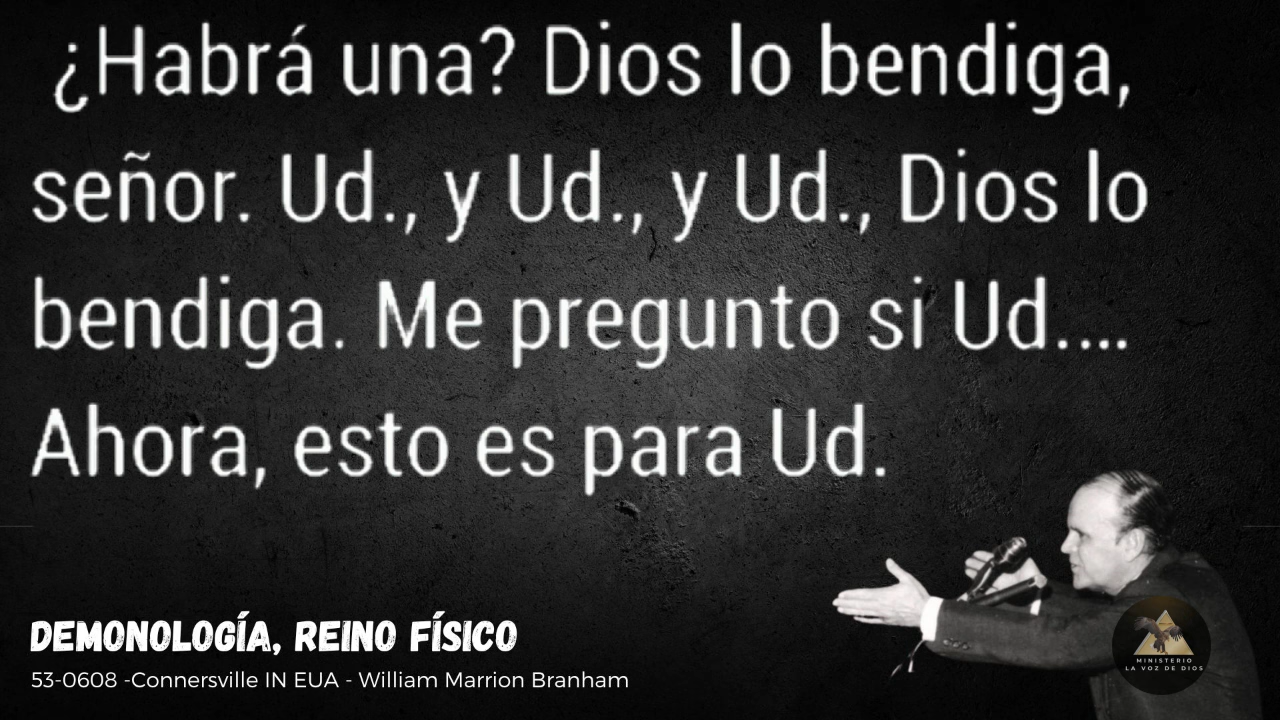 ¿Habrá una? Dios lo bendiga,
señor. Ud., y Ud., y Ud., Dios lo
bendiga. Me pregunto si Ud....
Ahora, esto es para Ud.
DEMONOLOGÍA, REINO FÍSICO
53-0608 -Connersville IN EUA - William Marrion Branham
MINISTERIO
LA VOZ DE DIOS